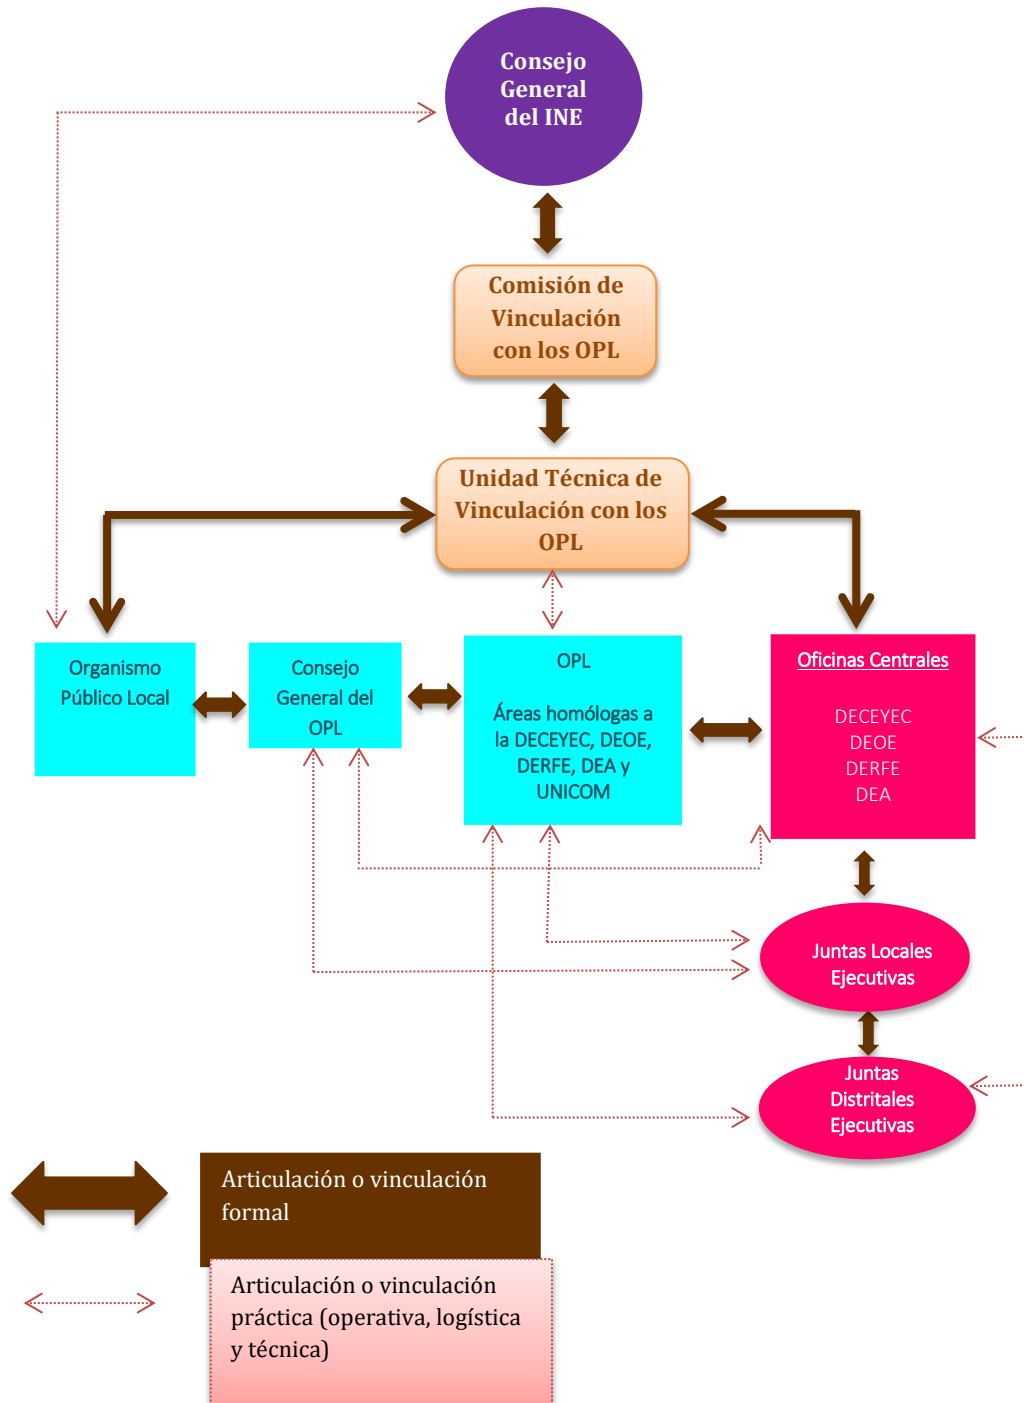 Consejo
General
del INE
Comisión de
Vinculación
con los OPL
Unidad Técnica de
Vinculación con los
OPL
Organismo
Público Local
Consejo
General del
OPL
OPL
Áreas homólogas a
la DECEYEC, DEOE,
DERFE, DEA y
UNICOM
Oficinas Centrales
DECEYEC
DEOE
DERFE
DEA
Juntas Locales
Ejecutivas
Juntas
Distritales
Ejecutivas
Articulación o vinculación
formal
Articulación o vinculación
práctica (operativa, logística
y técnica)